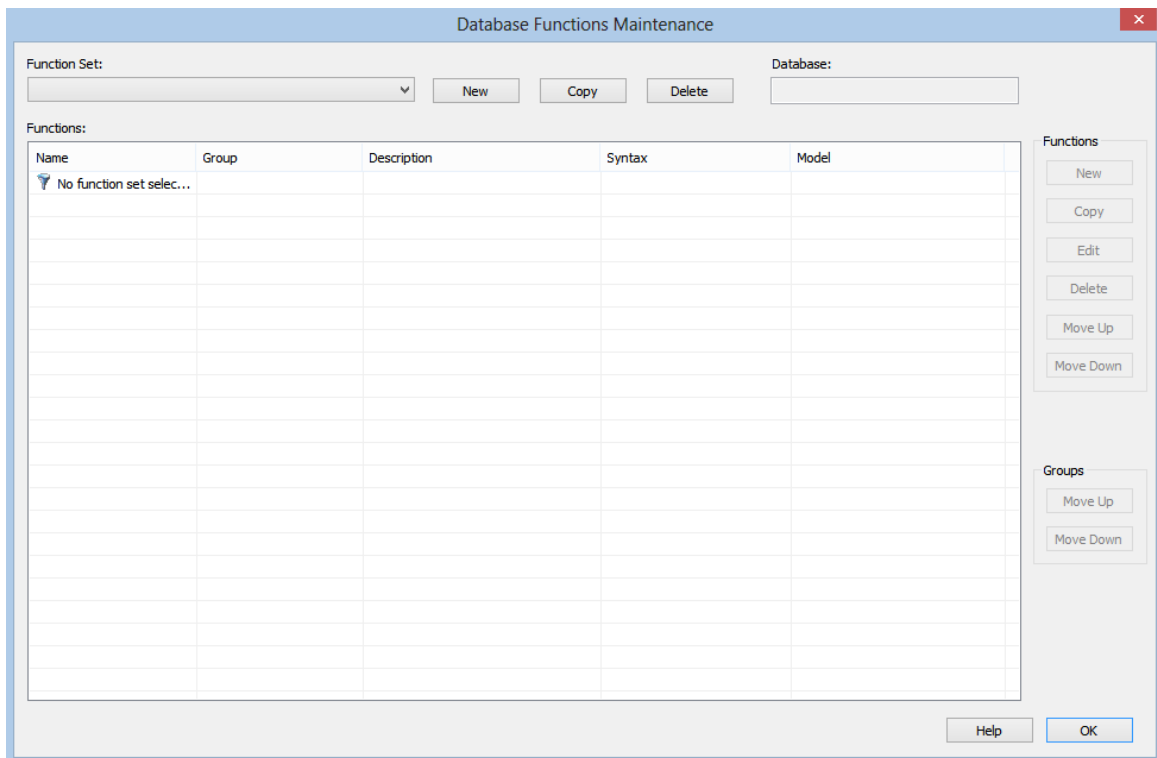 Database Functions Maintenance
Function Set:
Database:
New
Copy
Delete
Functions:
Name Group Description Syntax Model
No function set selec...
Functions
New
Copy
Edit
Delete
Move Up
Move Down
Groups
Move Up
Move Down
Help
OK